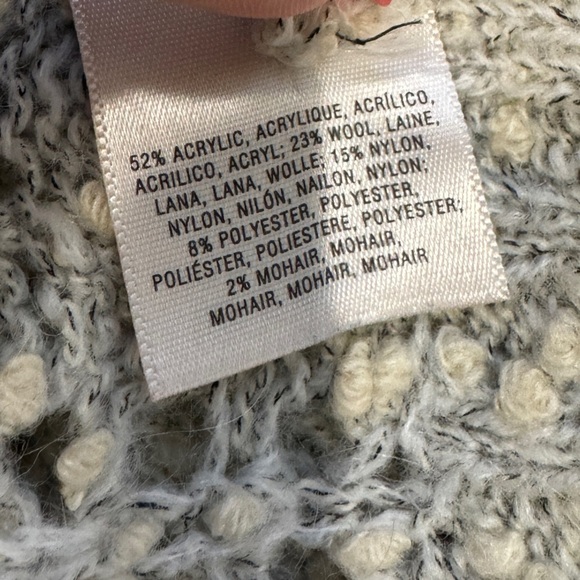 52% ACRYLIC, ACRYLIQUE, ACRÍLICO,
ACRILICO, ACRYL; 23% WOOL, LAINE,
LANA, LANA, WOLLE; 15% NYLON,
NYLON, NILÓN, NAILON, NYLON;
8% POLYESTER, POLYESTER,
POLIÉSTER, POLIESTERE, POLYESTER;
2% MOHAIR, MOHAIR,
MOHAIR, MOHAIR, MOHAIR